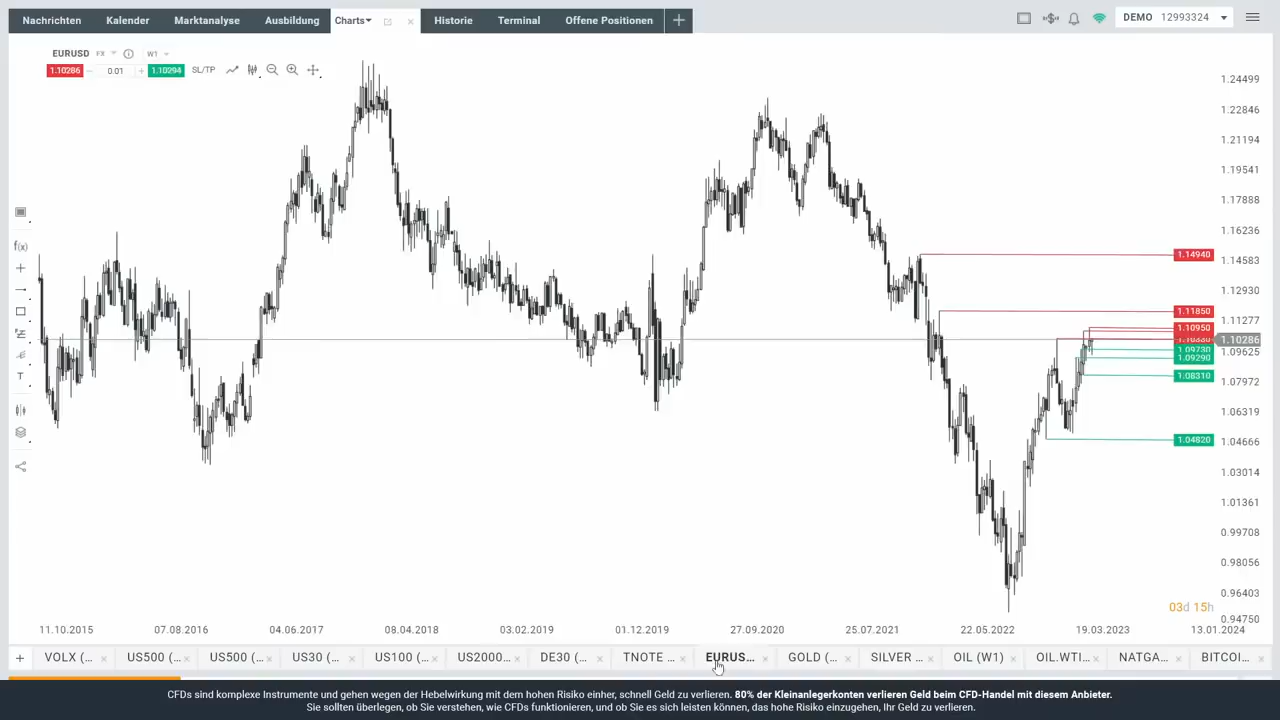 Nachrichten Kalender Marktanalyse Ausbildung Charts Historie Terminal Offene Positionen DEMO 12993324
EURUSD FX W1
1.10286 0.01 1.10294 SL/TP
1.24499
1.22846
1.21194
1.19541
1.17888
1.16236
1.14940
1.14583
1.12930
1.11850
1.11277
1.10950
1.10286
1.09730
1.09625
1.09290
1.08310
1.07972
1.06319
1.04820
1.04666
1.03014
1.01361
0.99708
0.98056
0.96403
03d 15h
0.94750
f(x)
T
11.10.2015 07.08.2016 04.06.2017 08.04.2018 03.02.2019 01.12.2019 27.09.2020 25.07.2021 22.05.2022 19.03.2023 13.01.2024
VOLX (... US500 (... US500 (... US30 (... US100 (... US2000... DE30 (... TNOTE ... EURUS... GOLD (... SILVER ... OIL (W1) OIL.WTI... NATGA... BITCOI...
CFDs sind komplexe Instrumente und gehen wegen der Hebelwirkung mit dem hohen Risiko einher, schnell Geld zu verlieren. 80% der Kleinanlegerkonten verlieren Geld beim CFD-Handel mit diesem Anbieter.
Sie sollten überlegen, ob Sie verstehen, wie CFDs funktionieren, und ob Sie es sich leisten können, das hohe Risiko einzugehen, Ihr Geld zu verlieren.